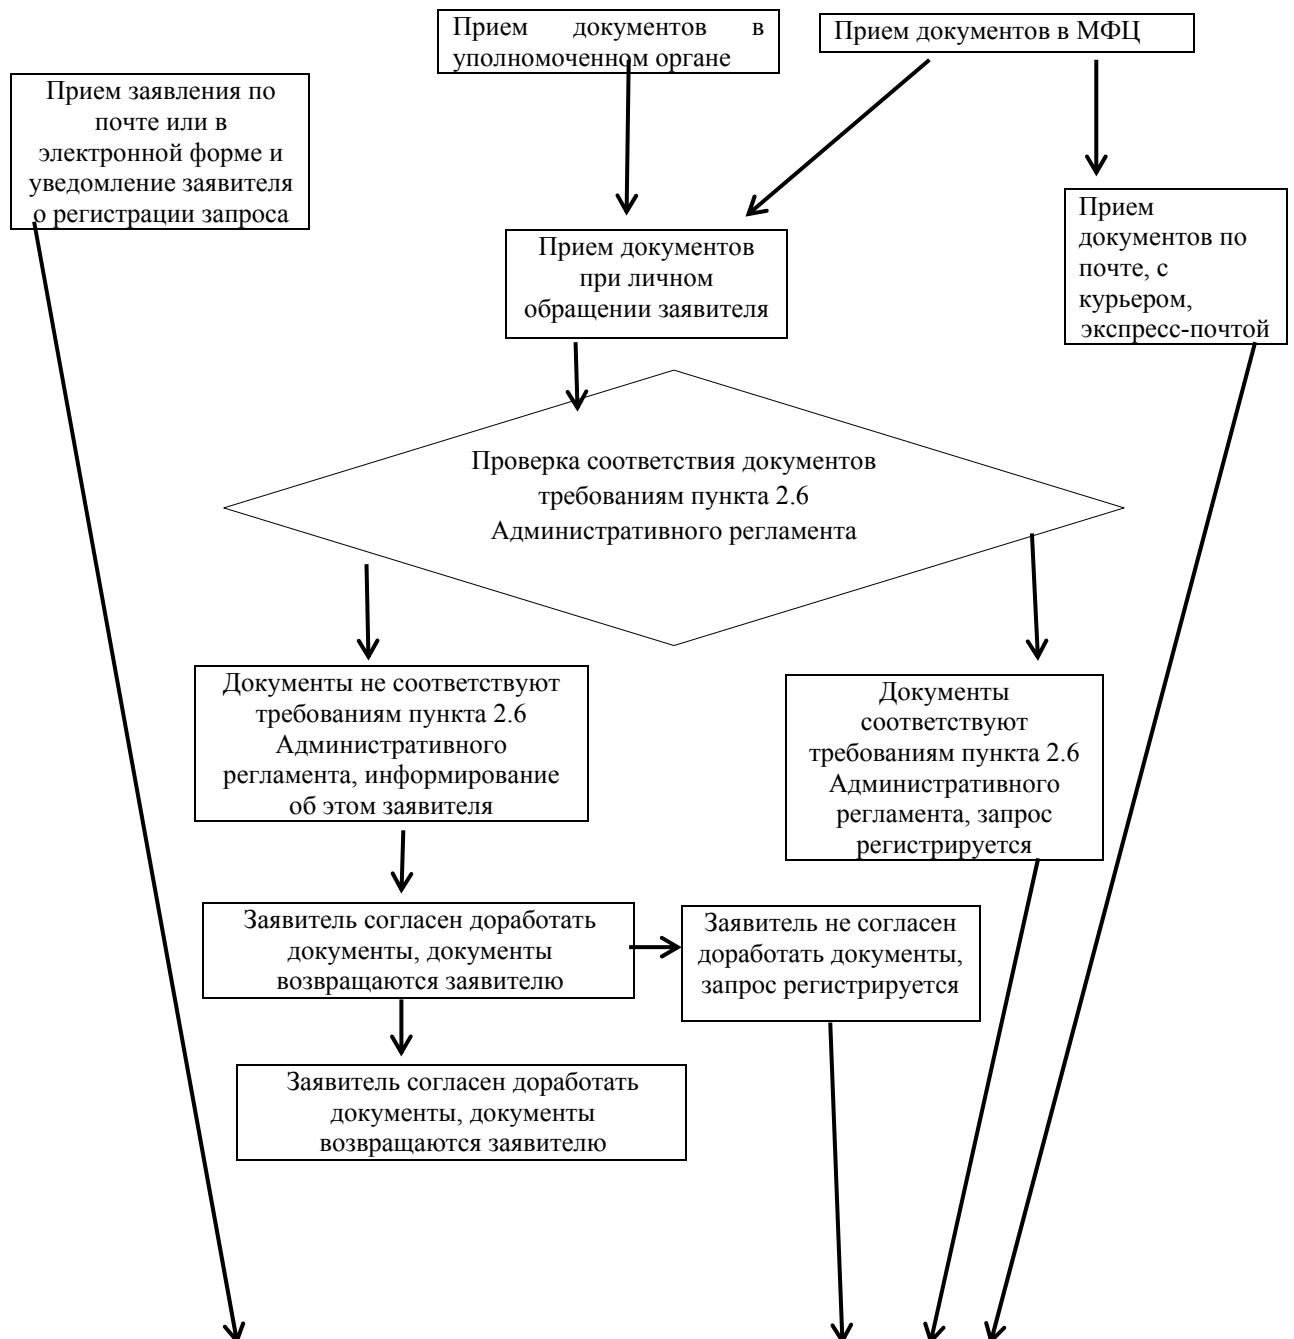 Прием документов в
уполномоченном органе
Прием документов в МФЦ
Прием заявления по
почте или в
электронной форме и
уведомление заявителя
о регистрации запроса
Прием
документов по
почте, с
курьером,
экспресс-почтой
Прием документов
при личном
обращении заявителя
Проверка соответствия документов
требованиям пункта 2.6
Административного регламента
Документы не соответствуют
требованиям пункта 2.6
Административного
регламента, информирование
об этом заявителя
Документы
соответствуют
требованиям пункта 2.6
Административного
регламента, запрос
регистрируется
Заявитель согласен доработать
документы, документы
возвращаются заявителю
Заявитель не согласен
доработать документы,
запрос регистрируется
Заявитель согласен доработать
документы, документы
возвращаются заявителю